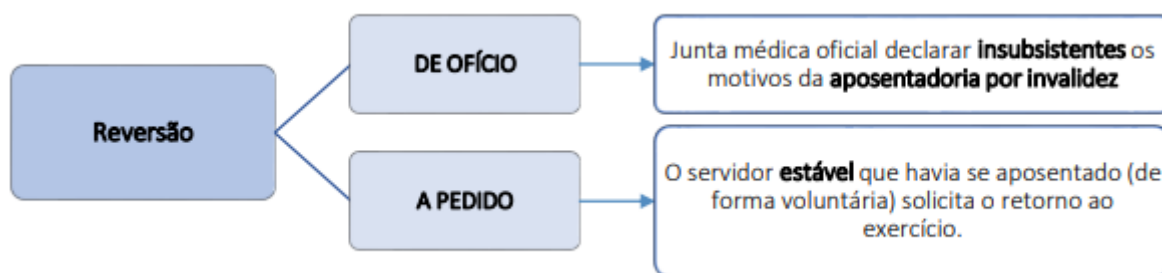 Reversão
DE OFÍCIO
Junta médica oficial declarar insubsistentes os
motivos da aposentadoria por invalidez
A PEDIDO
O servidor estável que havia se aposentado (de
forma voluntária) solicita o retorno ao
exercício.